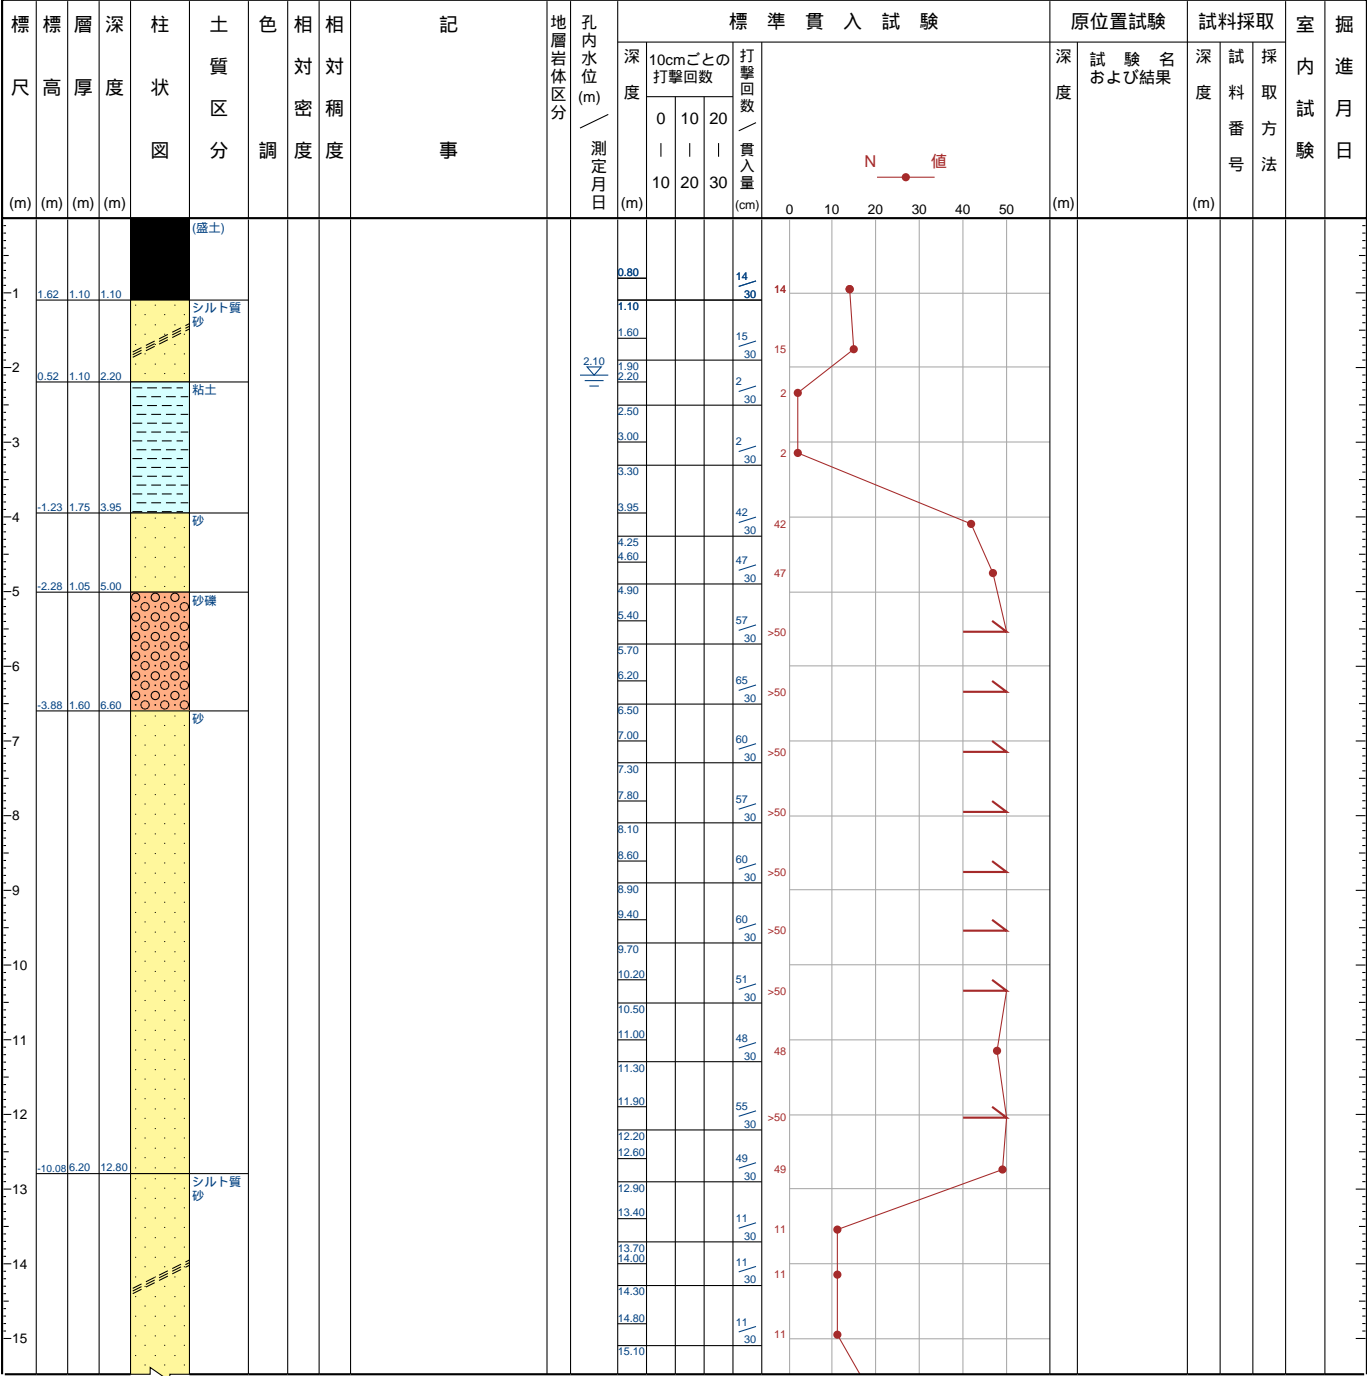 標尺(m)
標高(m)
層厚(m)
深度(m)
柱状図
土質区分
色調
相対密度
相対稠度
記事
地層岩体区分
孔内水位(m)／測定月日
標準貫入試験
深度(m)
10cmごとの
打撃回数
0 10 20
| | |
10 20 30
打撃回数／貫入量(cm)
N 値
0 10 20 30 40 50
原位置試験
深度(m)
試験名
および結果
試料採取
深度(m)
試料番号
採取方法
室内試験
掘進月日
(盛土)
0.80 14/30 14
1 1.62 1.10 1.10
1.10
シルト質
砂
1.60 15/30 15
2.10
1.90
2
2.20 2/30 2
0.52 1.10 2.20
粘土
2.50
3 3.00 2/30 2
3.30
-1.23 1.75 3.95
3.95 42/30 42
4
砂
4.25
4.60 47/30 47
-2.28 1.05 5.00
4.90
5
砂礫
5.40 57/30 >50
5.70
6
6.20 65/30 >50
6.50
-3.88 1.60 6.60
砂
7 7.00 60/30 >50
7.30
7.80 57/30 >50
8
8.10
8.60 60/30 >50
9 8.90
9.40 60/30 >50
9.70
10
10.20 51/30 >50
10.50
11 11.00 48/30 48
11.30
11.90 55/30 >50
12
12.20
12.60 49/30 49
-10.08 6.20 12.80
シルト質
砂
12.90
13
13.40 11/30 11
13.70
14 14.00 11/30 11
14.30
14.80 11/30 11
15 15.10